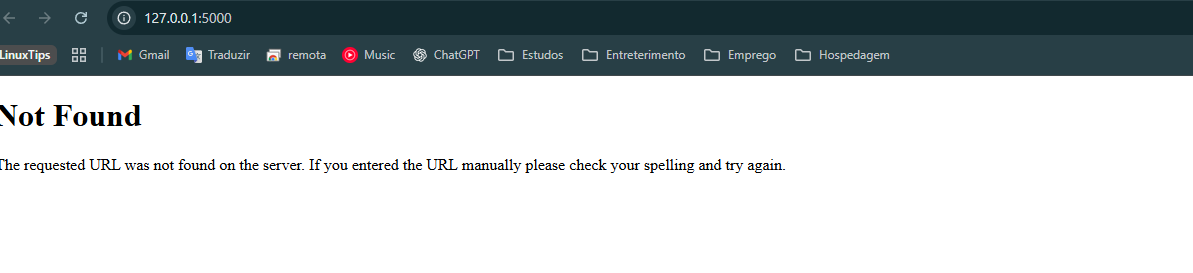 127.0.0.1:5000
LinuxTips Gmail Traduzir remota Music ChatGPT Estudos Entreterimento Emprego Hospedagem
Not Found
The requested URL was not found on the server. If you entered the URL manually please check your spelling and try again.